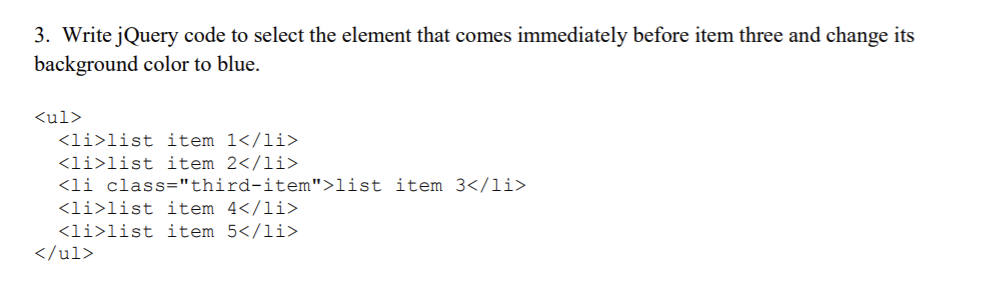 3. Write jQuery code to select the element that comes immediately before item three and change its
background color to blue.
<ul>
<li>list item 1</li>
<li>list item 2</li>
<li class="third-item">list item 3</li>
<li>list item 4</li>
<li>list item 5</li>
</ul>